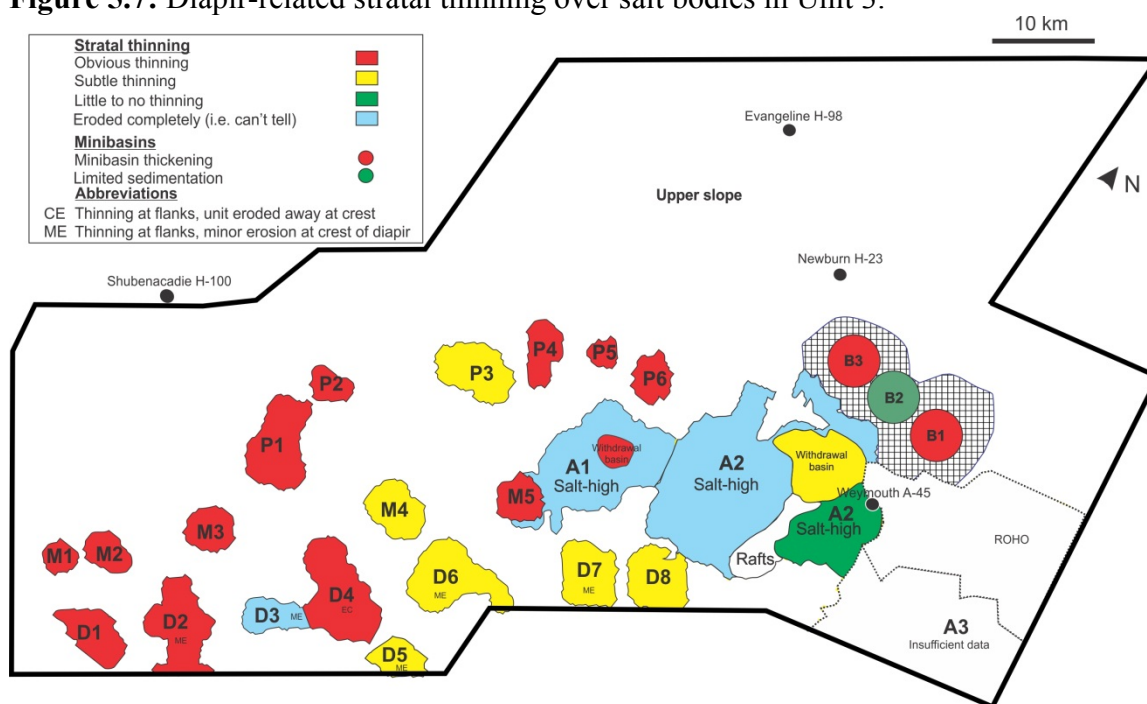 Figure 3.7: Diapir-related stratal thinning over salt bodies in Unit 3.
10 km
Stratal thinning
Obvious thinning
Subtle thinning
Little to no thinning
Eroded completely (i.e. can't tell)
Minibasins
Minibasin thickening
Limited sedimentation
Abbreviations
CE Thinning at flanks, unit eroded away at crest
ME Thinning at flanks, minor erosion at crest of diapir
Evangeline H-98
N
Upper slope
Newburn H-23
Shubenacadie H-100
P4
P5
B3
P3
P6
P2
B2
B1
P1
Withdrawal
basin
Withdrawal
basin
A1
Salt-high
A2
Salt-high
M5
Weymouth A-45
M4
A2
Salt-high
M3
ROHO
M1
M2
Rafts
D6
ME
D7
ME
D8
D4
EC
D3
ME
D2
ME
D1
A3
Insufficient data
D5
ME